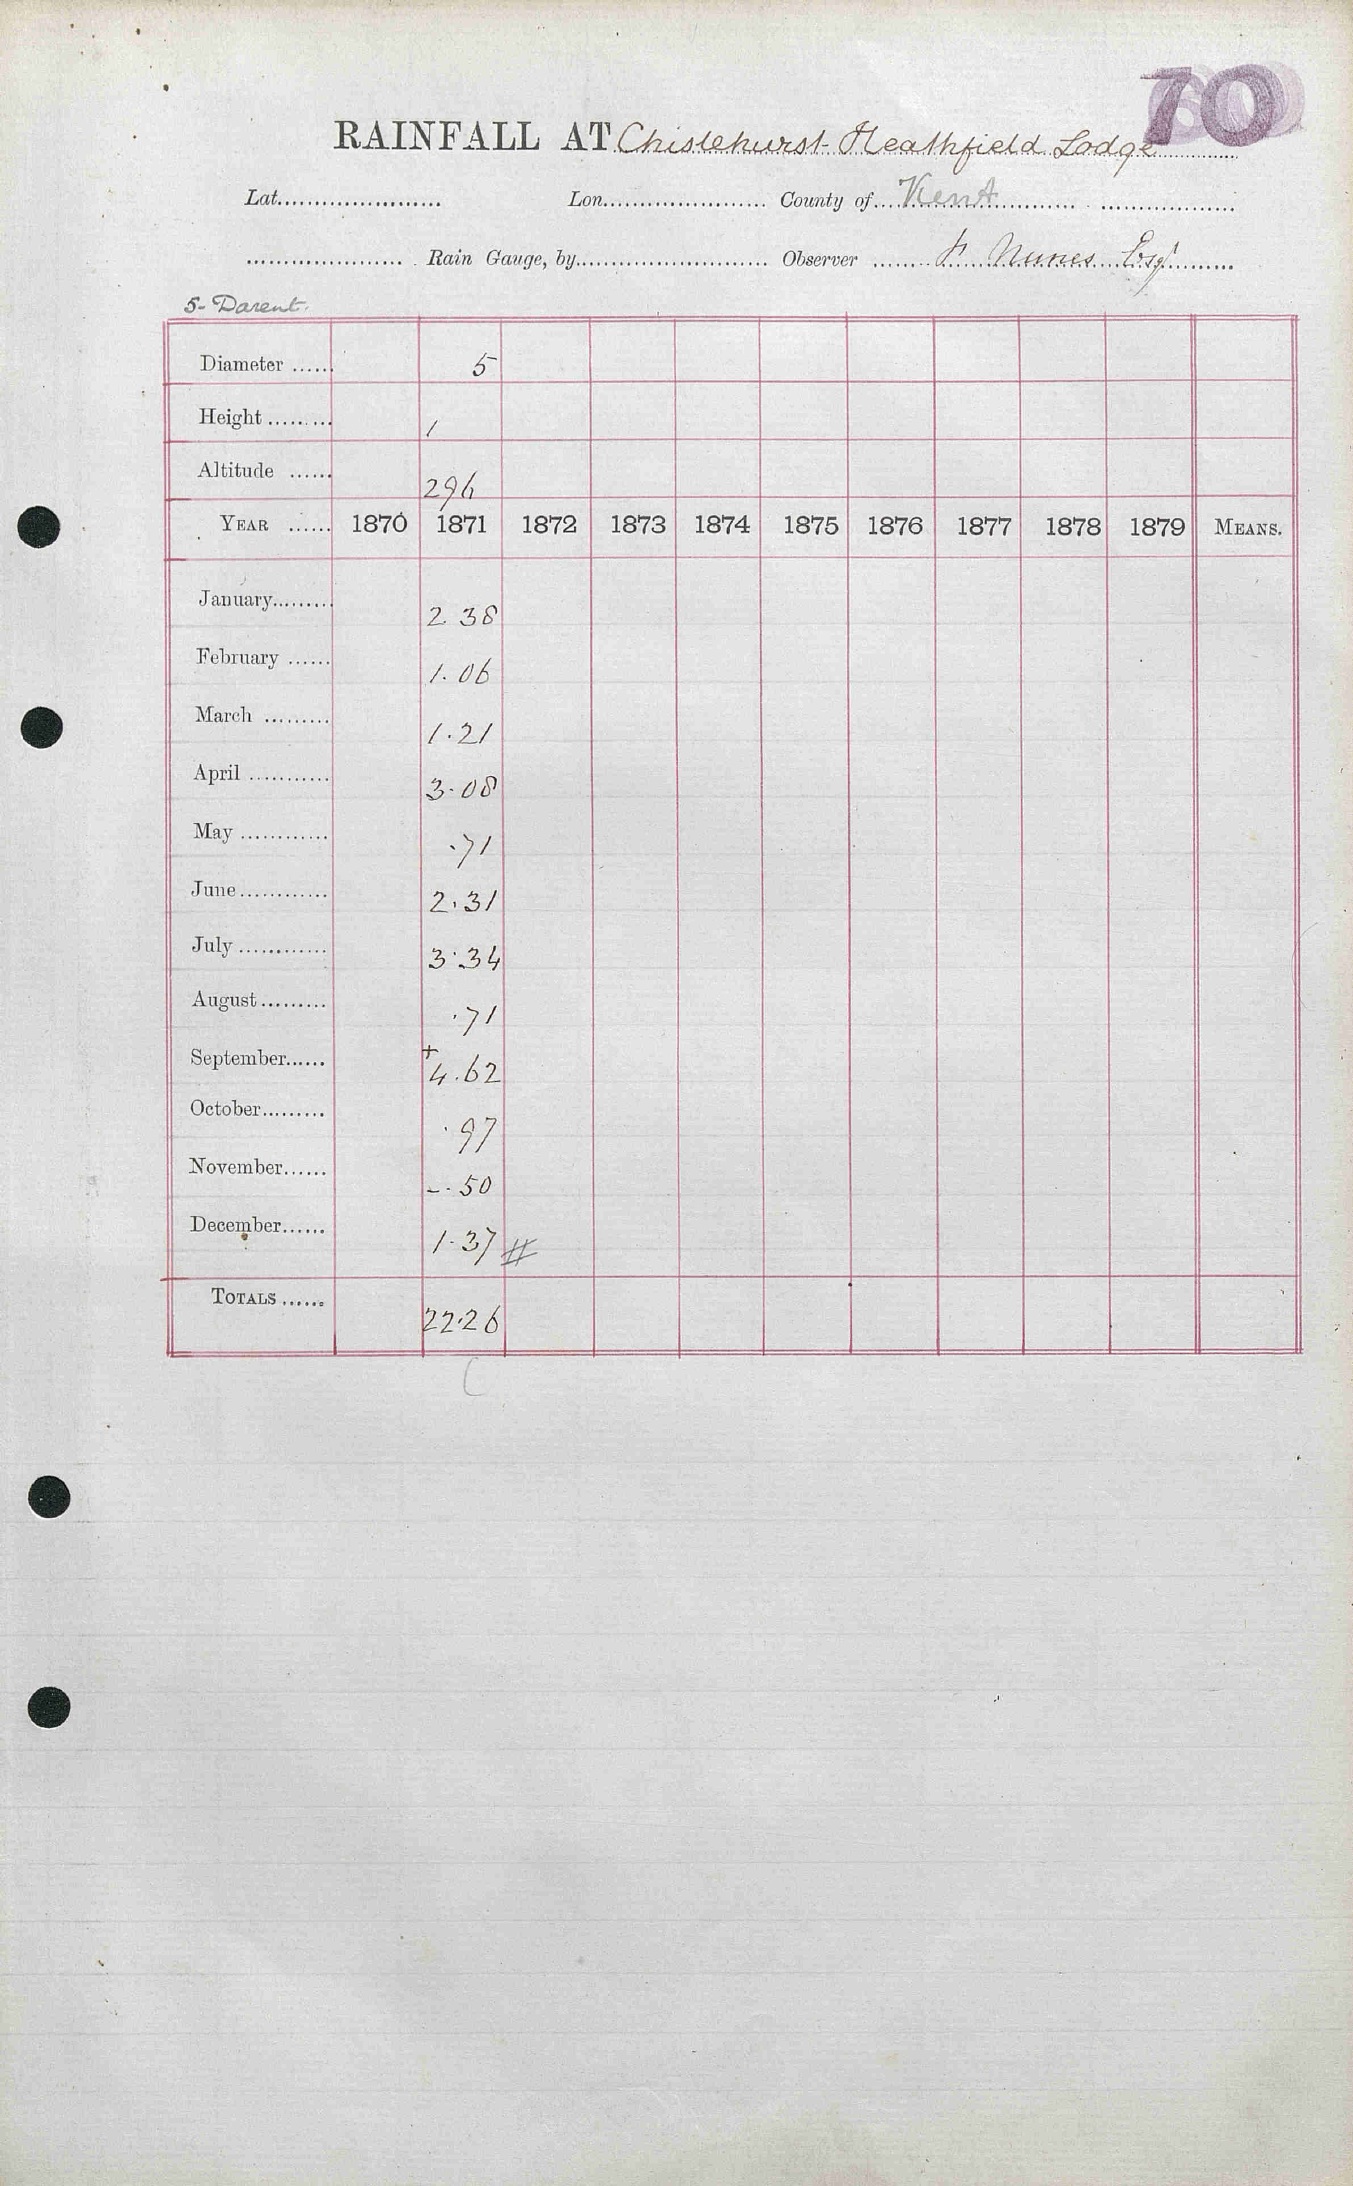 70
RAINFALL AT Chislehurst Heathfield Lodge
Lat. Lon. County of Kent
Rain Gauge, by Observer Nunes Esqr
5- Darent.
Diameter ...... 5
Height ......... 1
Altitude ...... 296
YEAR ...... 1870 1871 1872 1873 1874 1875 1876 1877 1878 1879 MEANS.
January......... 2 38
February ...... 1.06
March ......... 1.21
April ........... 3.08
May ............ .71
June............ 2.31
July ............ 3.34
August ......... .71
September...... + 4.62
October......... .97
November...... -.50
December...... 1.37 #
TOTALS ...... 22.26